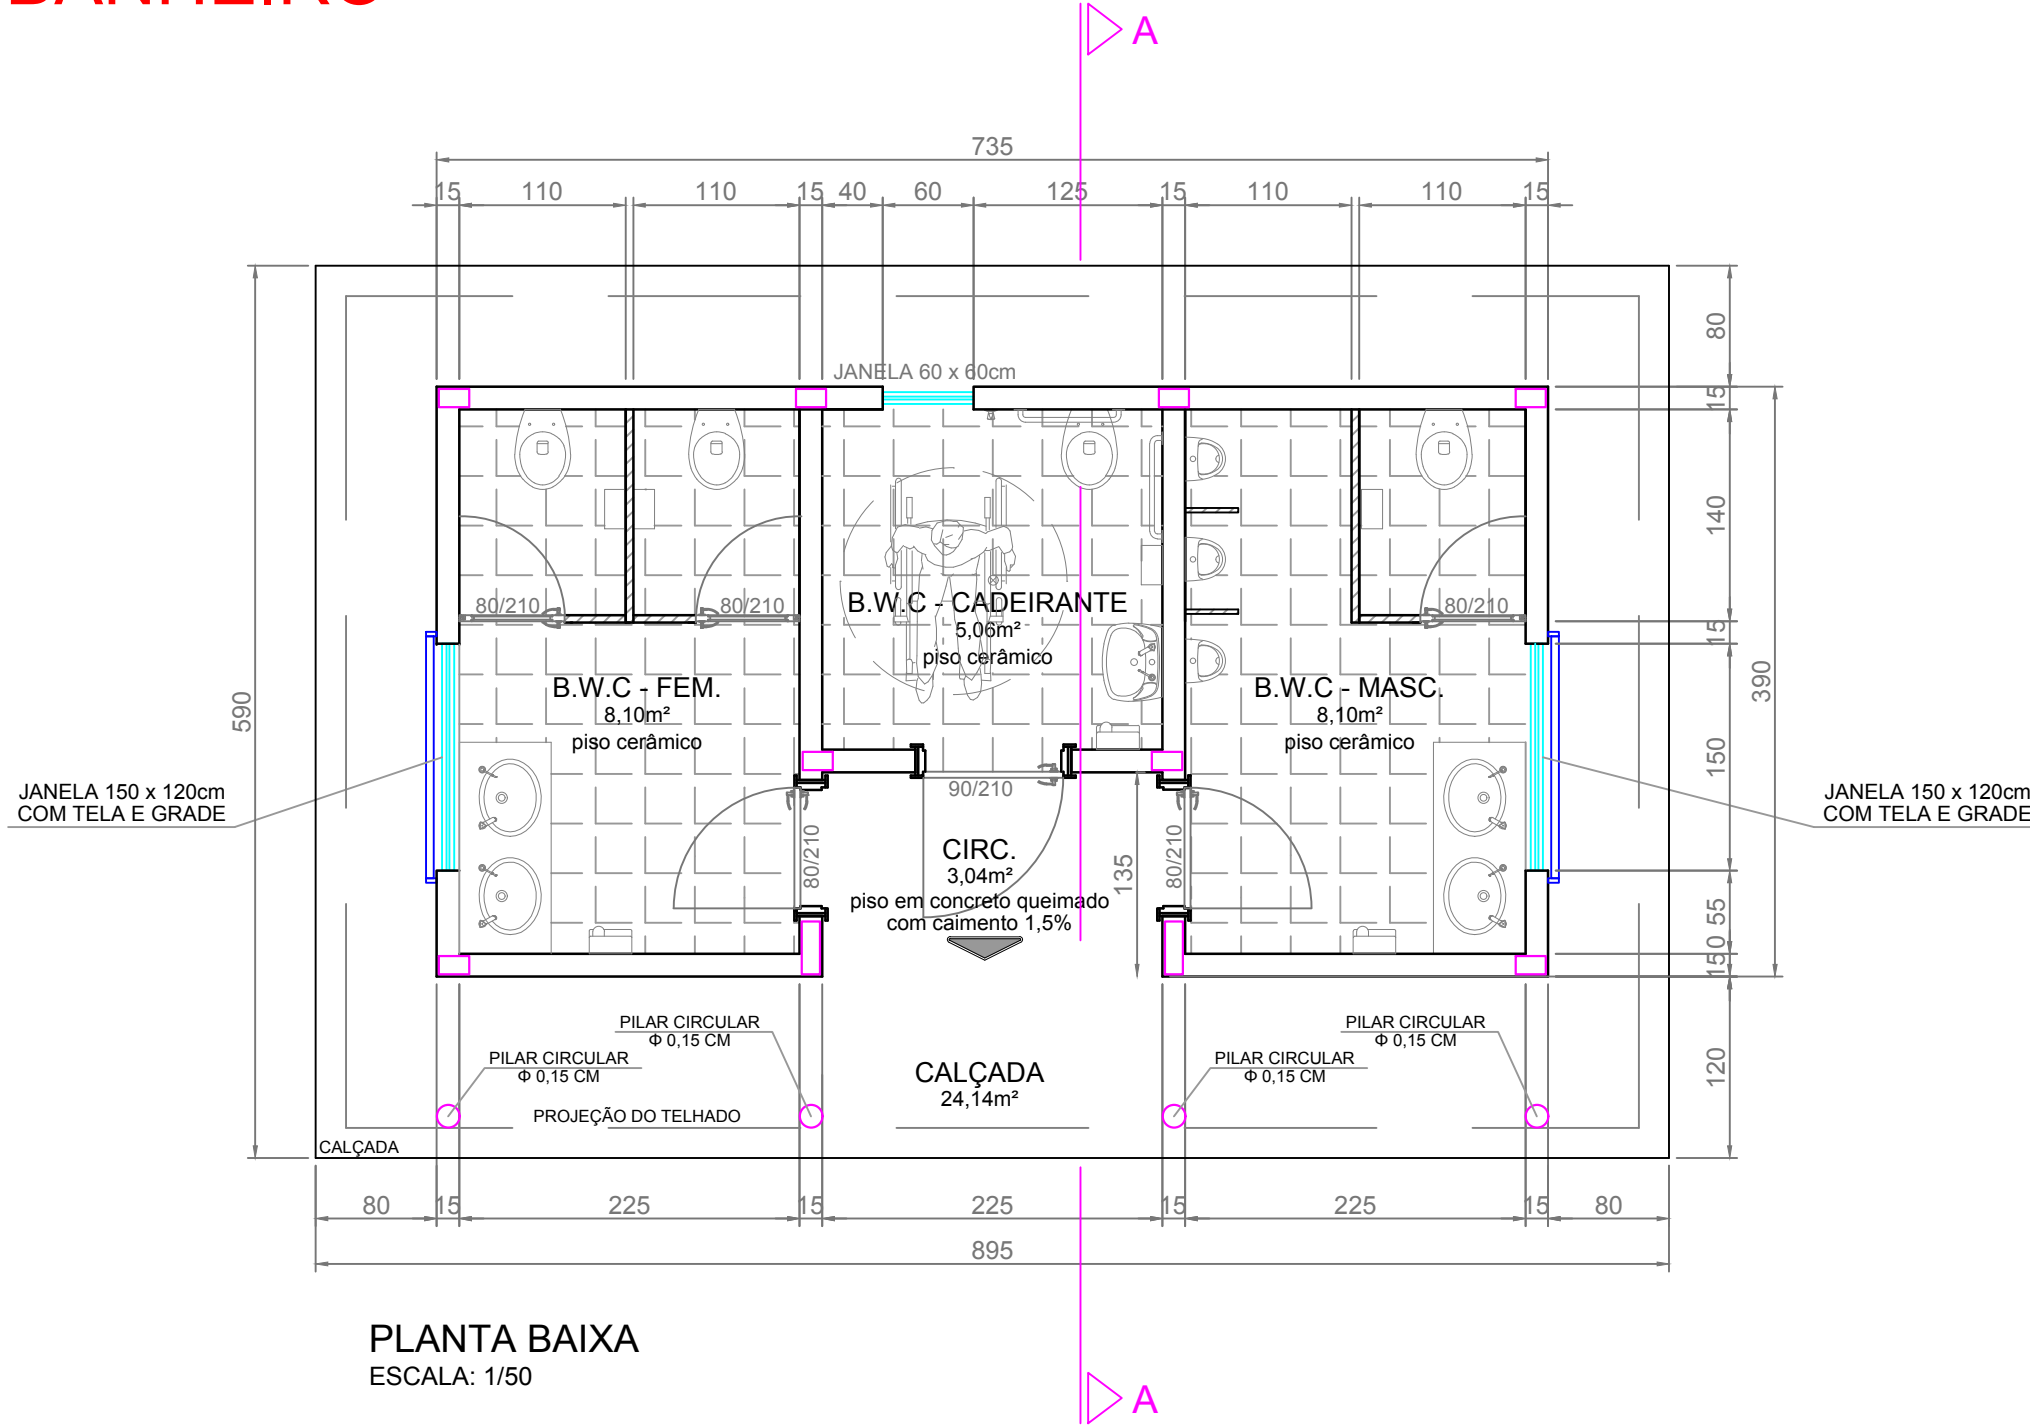 BANHEIRO
A
735
15 110 110 15 40 60 125 15 110 110 15
JANELA 60 x 60cm
80
15
140
15
150
55
150
120
390
590
80/210
80/210
80/210
B.W.C - CADEIRANTE
5,06m²
piso cerâmico
B.W.C - FEM.
8,10m²
piso cerâmico
B.W.C - MASC.
8,10m²
piso cerâmico
JANELA 150 x 120cm
COM TELA E GRADE
JANELA 150 x 120cm
COM TELA E GRADE
90/210
80/210
80/210
135
CIRC.
3,04m²
piso em concreto queimado
com caimento 1,5%
PILAR CIRCULAR
Φ 0,15 CM
PILAR CIRCULAR
Φ 0,15 CM
PILAR CIRCULAR
Φ 0,15 CM
PILAR CIRCULAR
Φ 0,15 CM
CALÇADA
24,14m²
PROJEÇÃO DO TELHADO
CALÇADA
80 15 225 15 225 15 225 15 80
895
PLANTA BAIXA
ESCALA: 1/50
A